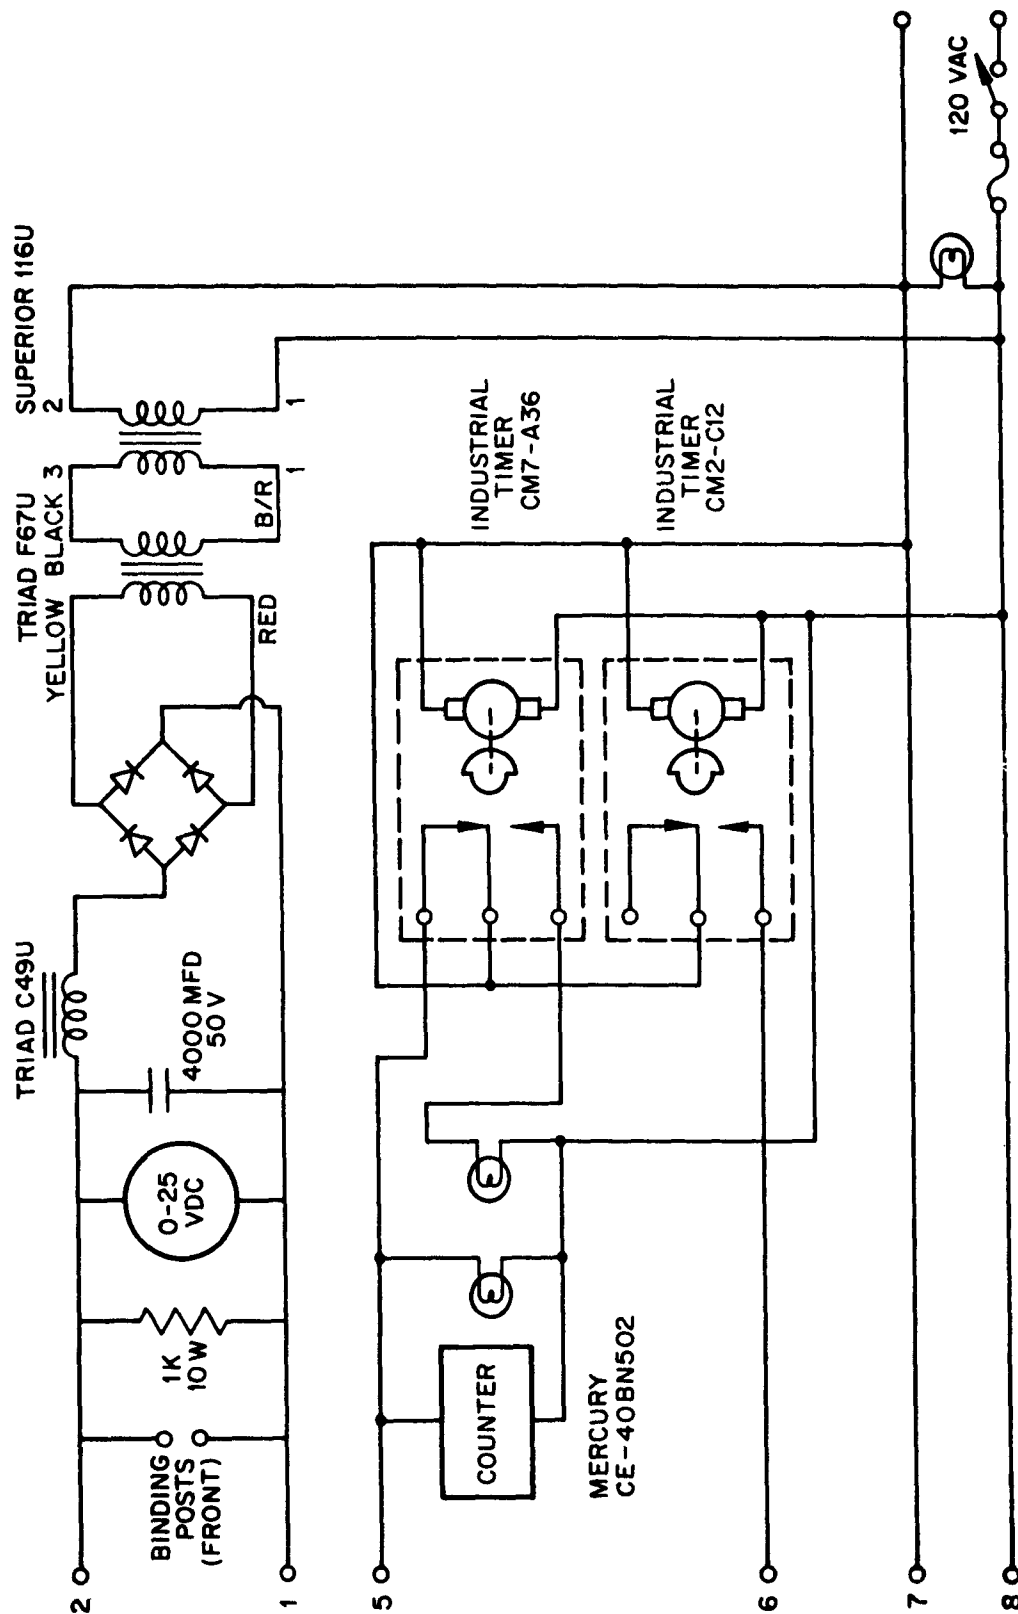 TRIAD C49U
TRIAD F67U
SUPERIOR 116U
YELLOW
BLACK
3
2
B/R
RED
1
1
4000 MFD
50 V
0-25
VDC
1K
10 W
BINDING
POSTS
(FRONT)
2
1
5
6
7
8
COUNTER
MERCURY
CE-40BN502
INDUSTRIAL
TIMER
CM7-A36
INDUSTRIAL
TIMER
CM2-C12
120 VAC